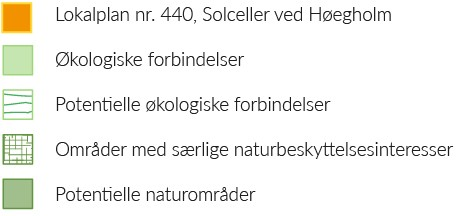 Lokalplan nr. 440, Solceller ved Høegholm
Økologiske forbindelser
Potentielle økologiske forbindelser
Områder med særlige naturbeskyttelsesinteresser
Potentielle naturområder